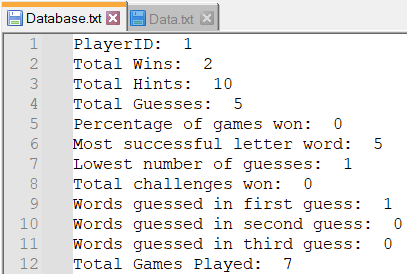 Database.txt Data.txt
1 PlayerID:  1
2 Total Wins:  2
3 Total Hints:  10
4 Total Guesses:  5
5 Percentage of games won:  0
6 Most successful letter word:  5
7 Lowest number of guesses:  1
8 Total challenges won:  0
9 Words guessed in first guess:  1
10 Words guessed in second guess:  0
11 Words guessed in third guess:  0
12 Total Games Played:  7